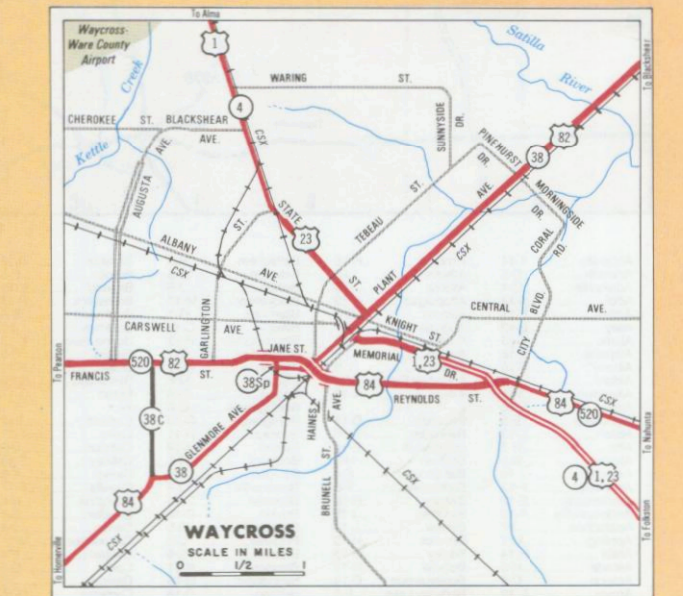 To Alma
Waycross-
Ware County
Airport
1
Satilla
River
To Blackshear
Creek
WARING ST.
4
CSX
SUNNYSIDE DR.
82
38
CHEROKEE ST. BLACKSHEAR AVE.
Kettle
AUGUSTA AVE.
PINEHURST DR.
MORNINGSIDE DR.
STATE ST.
ST.
23
TEBEAU ST.
PLANT AVE
CSX
CORAL RD.
ALBANY AVE.
CSX
CENTRAL AVE.
CITY BLVD.
KNIGHT ST.
CARSWELL AVE.
GARLINGTON
JANE ST.
MEMORIAL DR.
1,23
To Pearson
520
82
FRANCIS ST.
38Sp
84
REYNOLDS ST.
84
520
CSX
To Nahunta
38C
GLENMORE AVE
HAINES AVE.
CSX
38
BRUNELL ST.
84
4
1,23
To Folkston
CSX
To Homerville
WAYCROSS
SCALE IN MILES
0 1/2 1